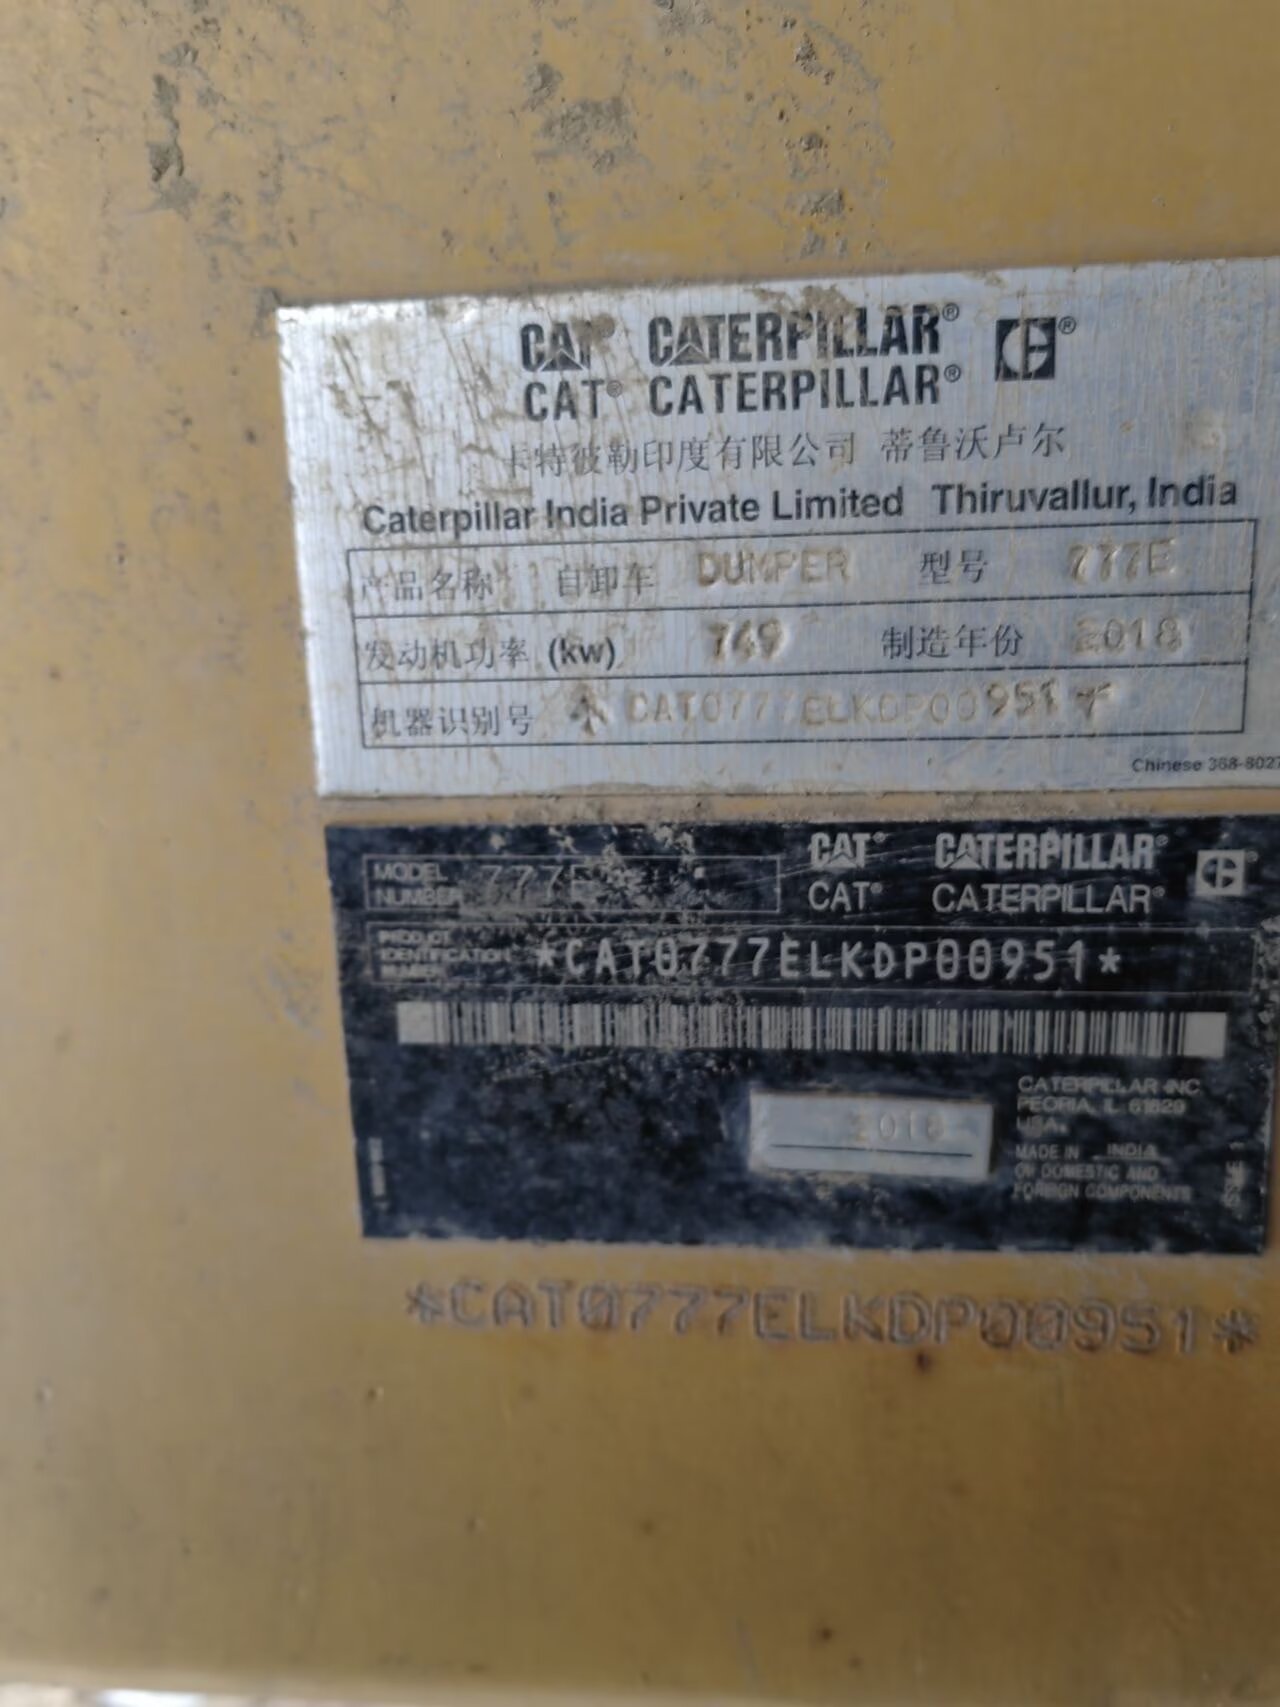 CAT® CATERPILLAR® ®
CAT® CATERPILLAR®
卡特彼勒印度有限公司 蒂鲁沃卢尔
Caterpillar India Private Limited Thiruvallur, India
产品名称 自卸车 DUMPER 型号 777E
发动机功率 (kw) 749 制造年份 2018
机器识别号 CAT0777ELKDP00951
Chinese 368-8027
CAT® CATERPILLAR®
CAT® CATERPILLAR®
MODEL NUMBER 777E
PRODUCT IDENTIFICATION NUMBER *CAT0777ELKDP00951*
2018
CATERPILLAR INC
PEORIA, IL 61629
USA.
MADE IN INDIA
OF DOMESTIC AND
FOREIGN COMPONENTS
*CAT0777ELKDP00951*